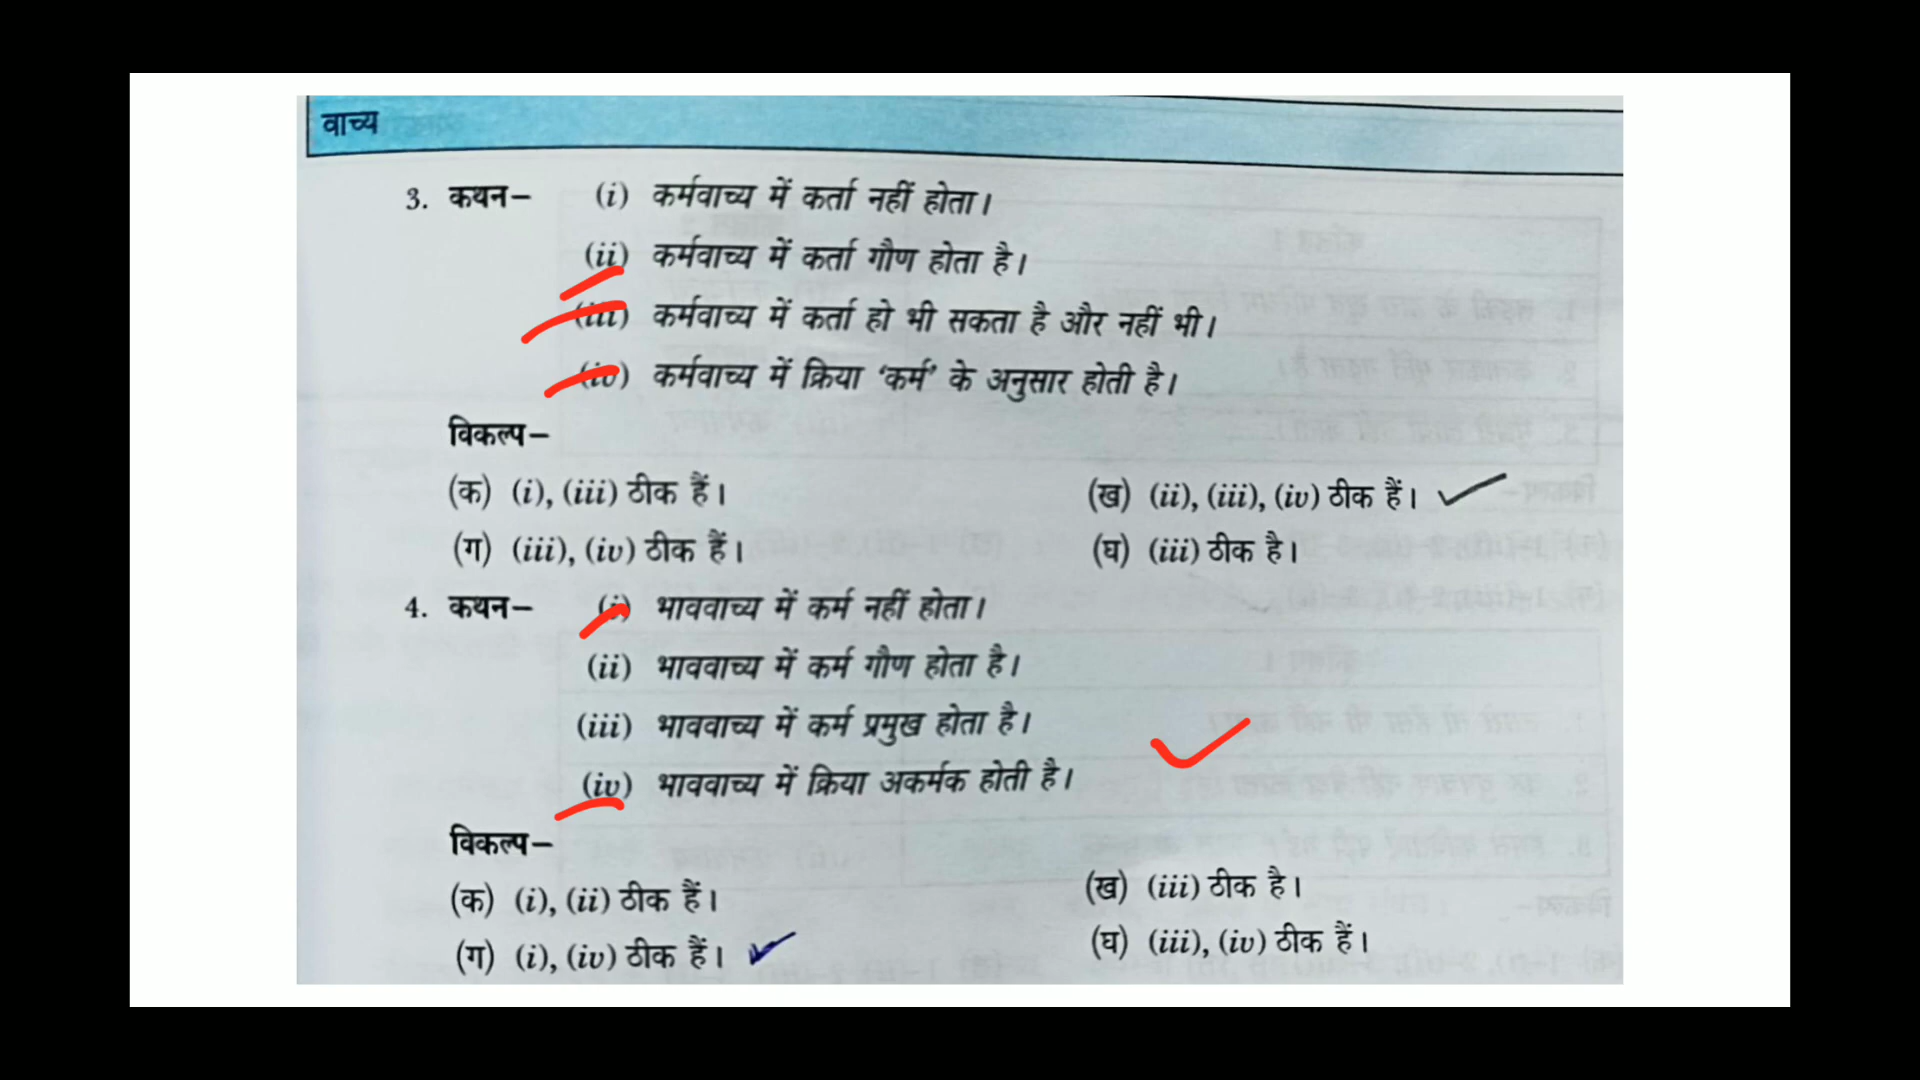 वाच्य
3. कथन– (i) कर्मवाच्य में कर्ता नहीं होता।
(ii) कर्मवाच्य में कर्ता गौण होता है।
(iii) कर्मवाच्य में कर्ता हो भी सकता है और नहीं भी।
(iv) कर्मवाच्य में क्रिया ‘कर्म’ के अनुसार होती है।
विकल्प–
(क) (i), (iii) ठीक हैं। (ख) (ii), (iii), (iv) ठीक हैं।
(ग) (iii), (iv) ठीक हैं। (घ) (iii) ठीक है।
4. कथन– (i) भाववाच्य में कर्म नहीं होता।
(ii) भाववाच्य में कर्म गौण होता है।
(iii) भाववाच्य में कर्म प्रमुख होता है।
(iv) भाववाच्य में क्रिया अकर्मक होती है।
विकल्प–
(क) (i), (ii) ठीक हैं। (ख) (iii) ठीक है।
(ग) (i), (iv) ठीक हैं। (घ) (iii), (iv) ठीक हैं।